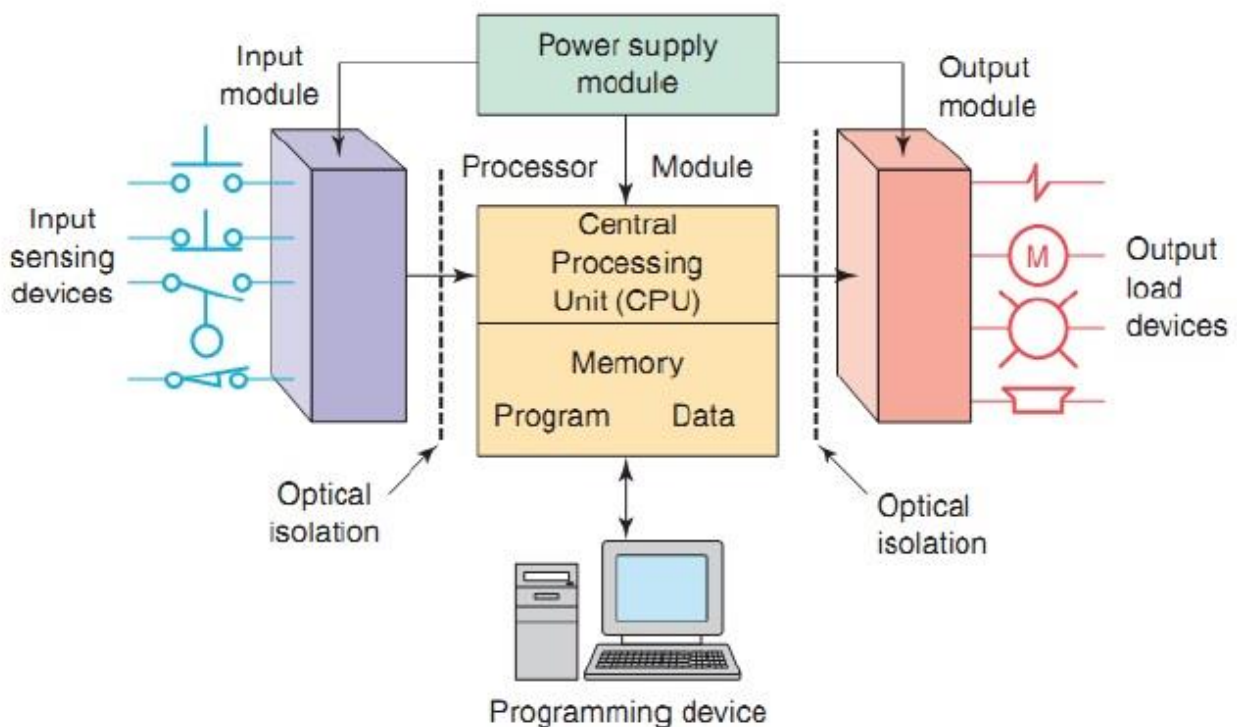 Power supply
module
Input
module
Output
module
Processor Module
Input
sensing
devices
Central
Processing
Unit (CPU)
Memory
Program Data
M
Output
load
devices
Optical
isolation
Optical
isolation
Programming device